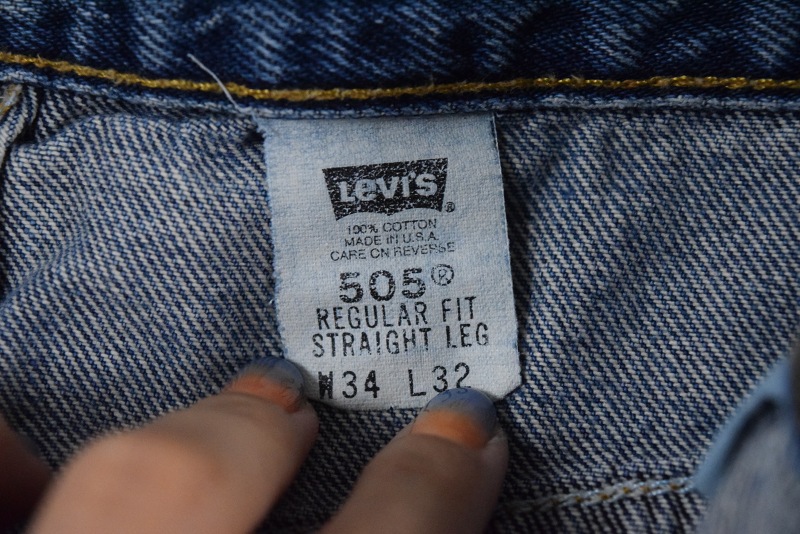 Levi's®
100% COTTON
MADE IN U.S.A.
CARE ON REVERSE
505®
REGULAR FIT
STRAIGHT LEG
W34 L32